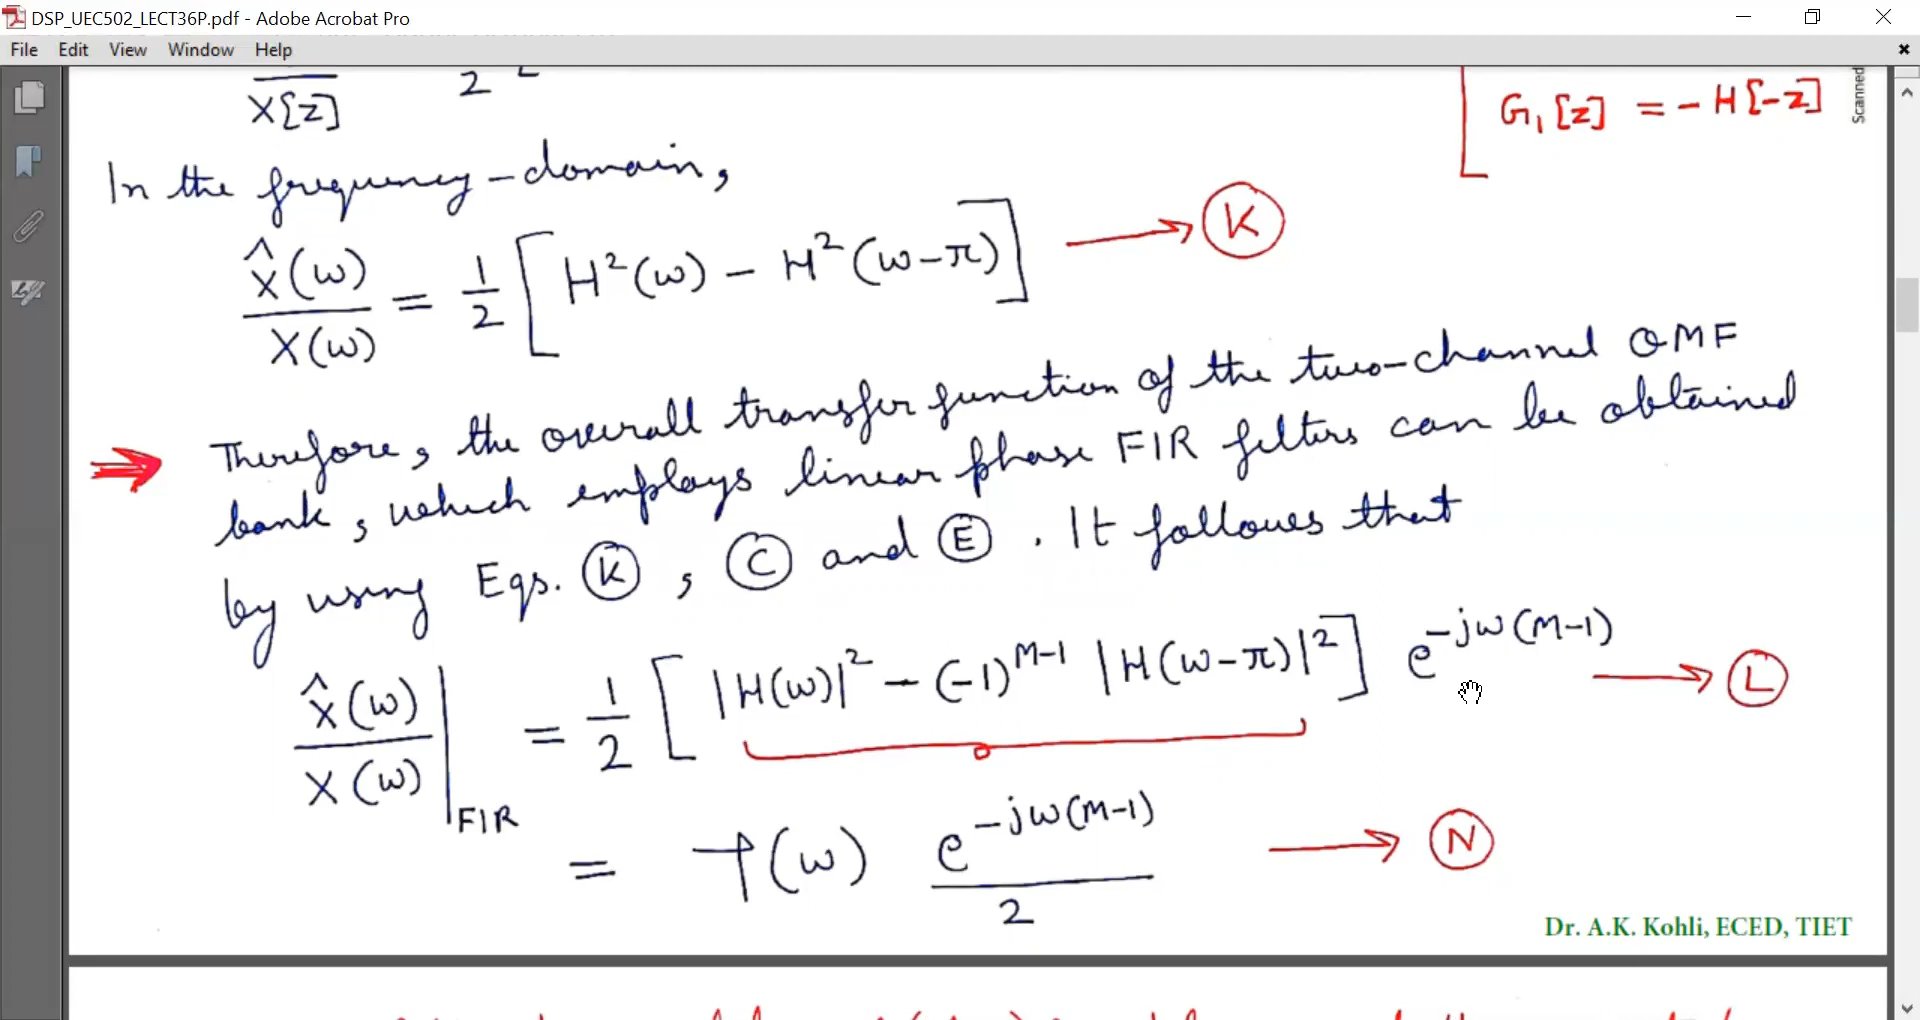 DSP_UEC502_LECT36P.pdf - Adobe Acrobat Pro
File Edit View Window Help
X[z] 2
Scanned
G₁[z] = - H[-z]
In the frequency-domain,
X̂(ω)/X(ω) = 1/2 [H²(ω) - H²(ω-π)] → K
Therefore, the overall transfer function of the two-channel QMF
bank, which employs linear phase FIR filters can be obtained
by using Eqs. K, C and E. It follows that
X̂(ω)/X(ω)|FIR = 1/2 [|H(ω)|² - (-1)^(M-1) |H(ω-π)|²] e^(-jω(M-1)) → L
= T(ω) e^(-jω(M-1))/2 → N
Dr. A.K. Kohli, ECED, TIET